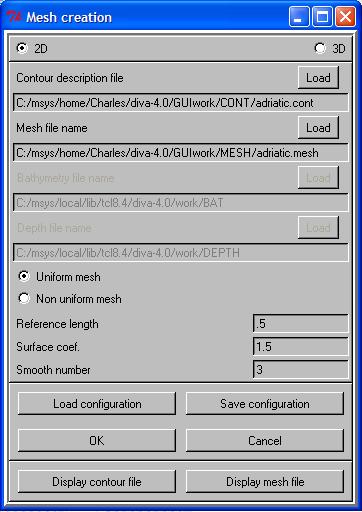 Mesh creation
2D 3D
Contour description file Load
C:/msys/home/Charles/diva-4.0/GUIwork/CONT/adriatic.cont
Mesh file name Load
C:/msys/home/Charles/diva-4.0/GUIwork/MESH/adriatic.mesh
Bathymetry file name Load
C:/msys/local/lib/tcl8.4/diva-4.0/work/BAT
Depth file name Load
C:/msys/local/lib/tcl8.4/diva-4.0/work/DEPTH
Uniform mesh
Non uniform mesh
Reference length .5
Surface coef. 1.5
Smooth number 3
Load configuration Save configuration
OK Cancel
Display contour file Display mesh file